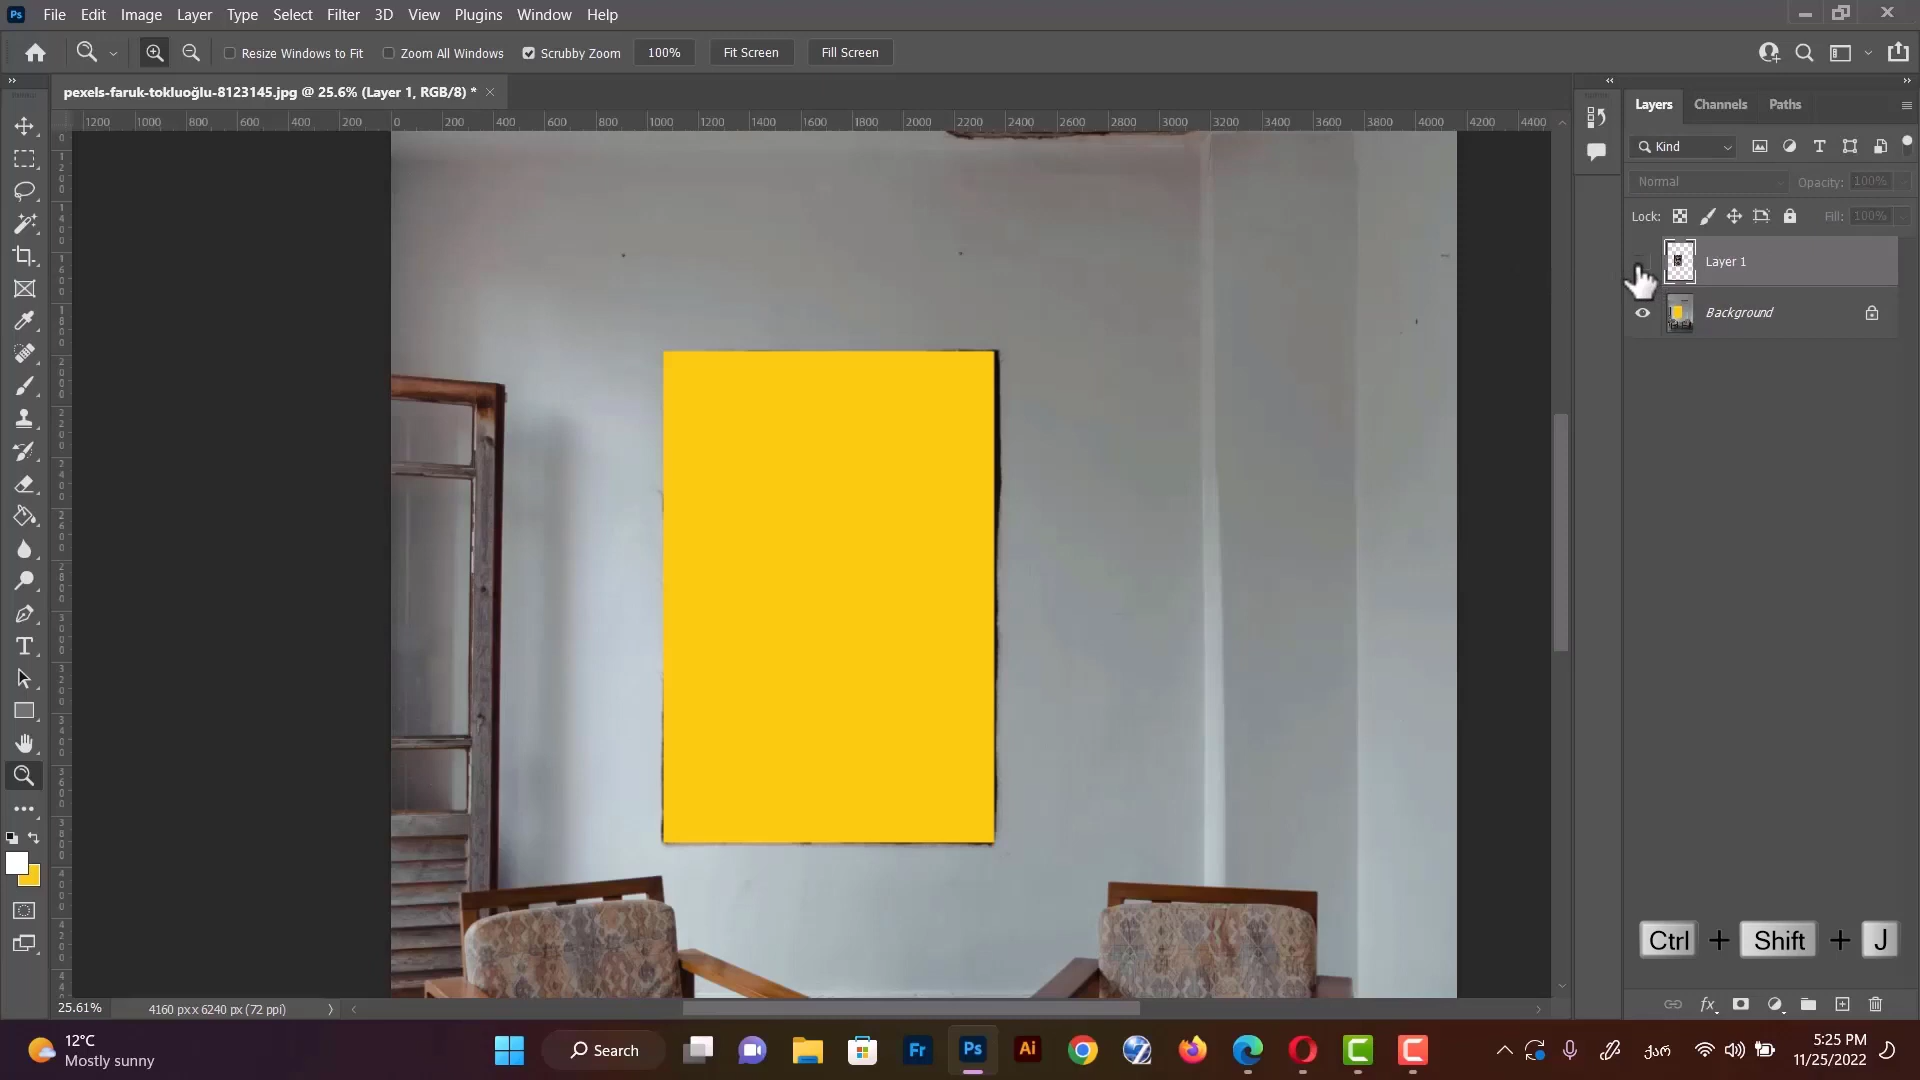 Ps File Edit Image Layer Type Select Filter 3D View Plugins Window Help
Resize Windows to Fit Zoom All Windows Scrubby Zoom 100% Fit Screen Fill Screen
pexels-faruk-tokluoğlu-8123145.jpg @ 25.6% (Layer 1, RGB/8) *
1200 1000 800 600 400 200 0 200 400 600 800 1000 1200 1400 1600 1800 2000 2200 2400 2600 2800 3000 3200 3400 3600 3800 4000 4200 4400
Layers Channels Paths
Kind
Normal Opacity: 100%
Lock: Fill: 100%
Layer 1
Background
Ctrl + Shift + J
25.61% 4160 px x 6240 px (72 ppi)
12°C
Mostly sunny
Search
Fr Ps Ai
ქარ
5:25 PM
11/25/2022